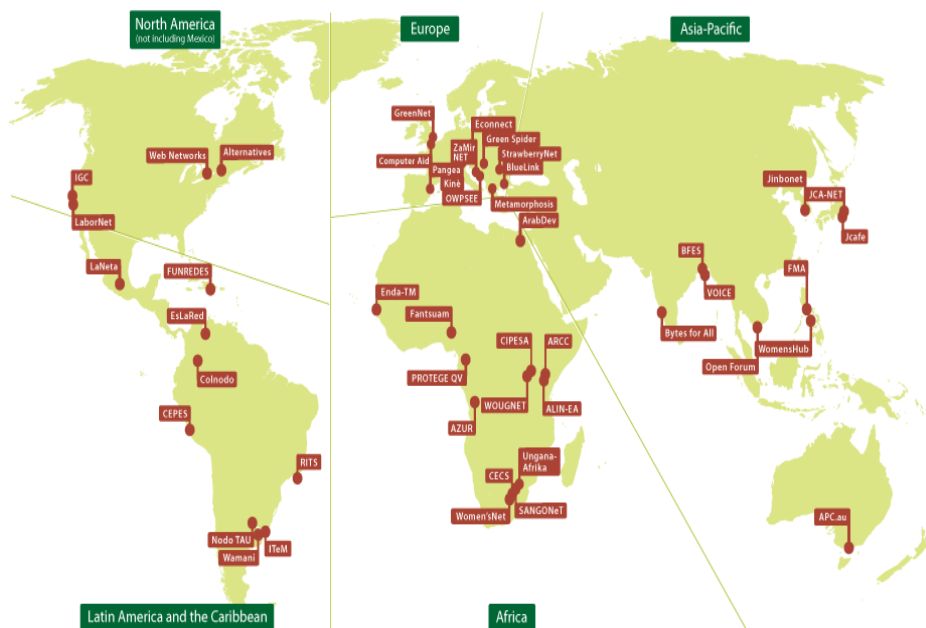 North America
(not including Mexico)
Europe
Asia-Pacific
GreenNet
Econnect
Green Spider
ZaMir
NET
StrawberryNet
Computer Aid
Pangea
BlueLink
Kinè
OWPSEE
Metamorphosis
Web Networks
Alternatives
IGC
LaborNet
Jinbonet
JCA-NET
Jcafe
ArabDev
LaNeta
FUNREDES
BFES
VOICE
FMA
EsLaRed
Enda-TM
Fantsuam
Bytes for All
CIPESA
ARCC
WomensHub
Open Forum
Colnodo
PROTEGE QV
WOUGNET
ALIN-EA
CEPES
AZUR
RITS
Ungana-
Afrika
CECS
Women'sNet
SANGONeT
APC:au
Nodo TAU
ITeM
Wamani
Latin America and the Caribbean
Africa